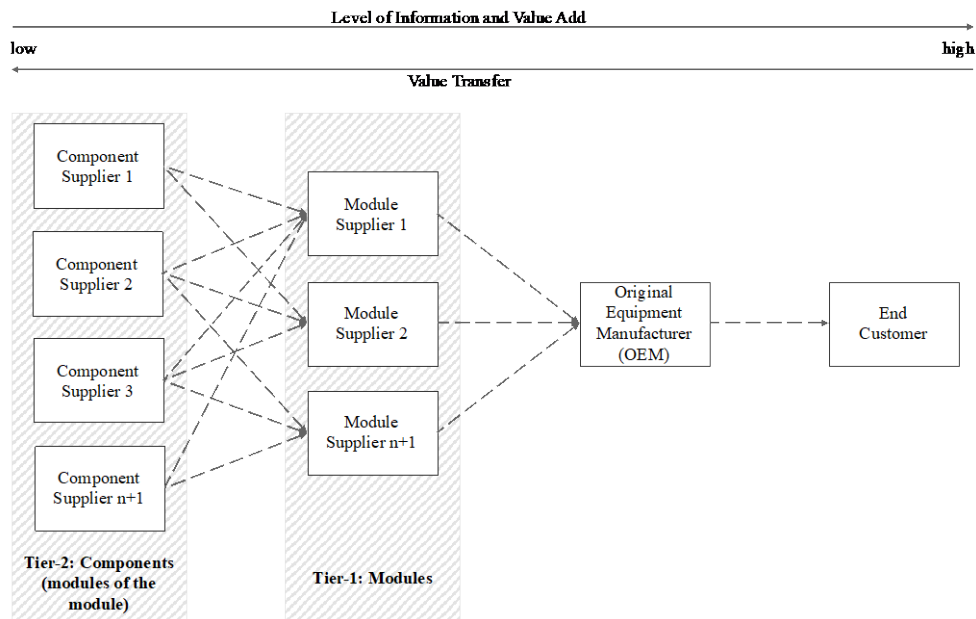 Level of Information and Value Add
low
high
Value Transfer
Component
Supplier 1
Component
Supplier 2
Component
Supplier 3
Component
Supplier n+1
Tier-2: Components
(modules of the
module)
Module
Supplier 1
Module
Supplier 2
Module
Supplier n+1
Tier-1: Modules
Original
Equipment
Manufacturer
(OEM)
End
Customer